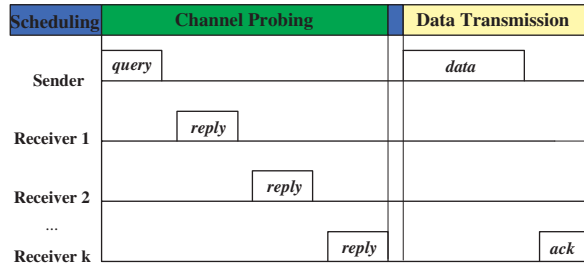 Scheduling Channel Probing Data Transmission
query data
Sender
reply
Receiver 1
reply
Receiver 2
...
reply ack
Receiver k